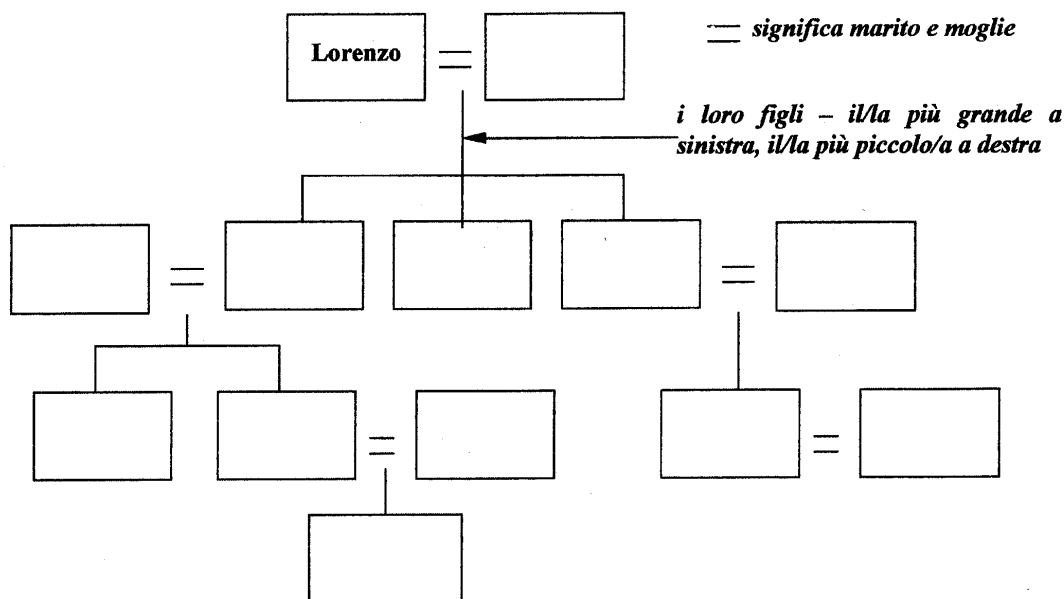 Lorenzo
significa marito e moglie
i loro figli – il/la più grande a
sinistra, il/la più piccolo/a a destra